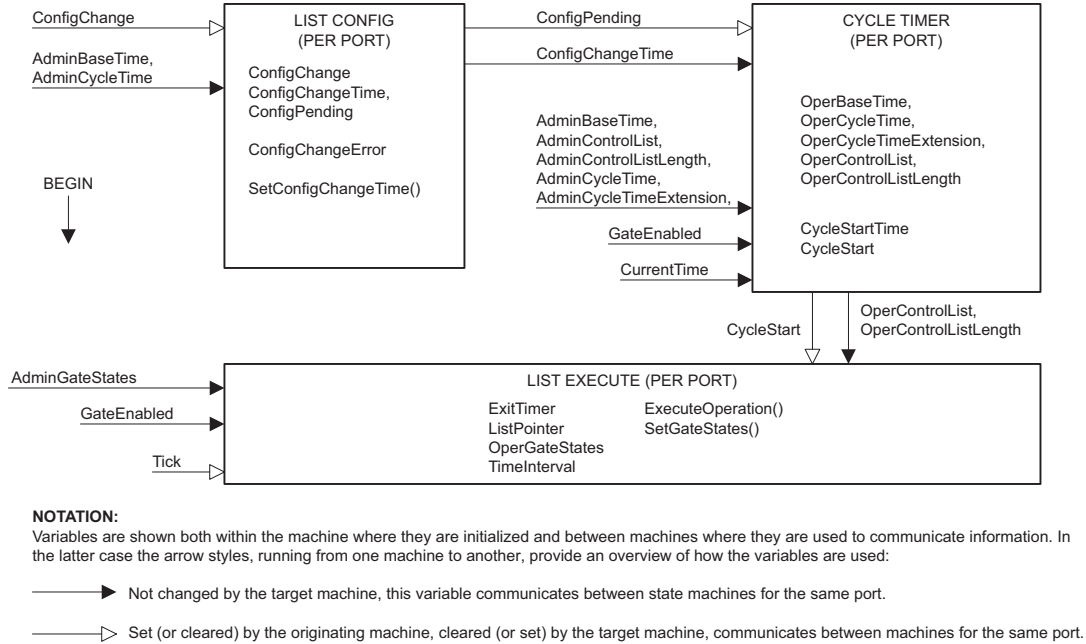 ConfigChange
AdminBaseTime,
AdminCycleTime
BEGIN
LIST CONFIG
(PER PORT)
ConfigChange
ConfigChangeTime,
ConfigPending
ConfigChangeError
SetConfigChangeTime()
ConfigPending
ConfigChangeTime
AdminBaseTime,
AdminControlList,
AdminControlListLength,
AdminCycleTime,
AdminCycleTimeExtension,
GateEnabled
CurrentTime
CYCLE TIMER
(PER PORT)
OperBaseTime,
OperCycleTime,
OperCycleTimeExtension,
OperControlList,
OperControlListLength
CycleStartTime
CycleStart
CycleStart
OperControlList,
OperControlListLength
AdminGateStates
GateEnabled
Tick
LIST EXECUTE (PER PORT)
ExitTimer
ListPointer
OperGateStates
TimeInterval
ExecuteOperation()
SetGateStates()
NOTATION:
Variables are shown both within the machine where they are initialized and between machines where they are used to communicate information. In
the latter case the arrow styles, running from one machine to another, provide an overview of how the variables are used:
Not changed by the target machine, this variable communicates between state machines for the same port.
Set (or cleared) by the originating machine, cleared (or set) by the target machine, communicates between machines for the same port.